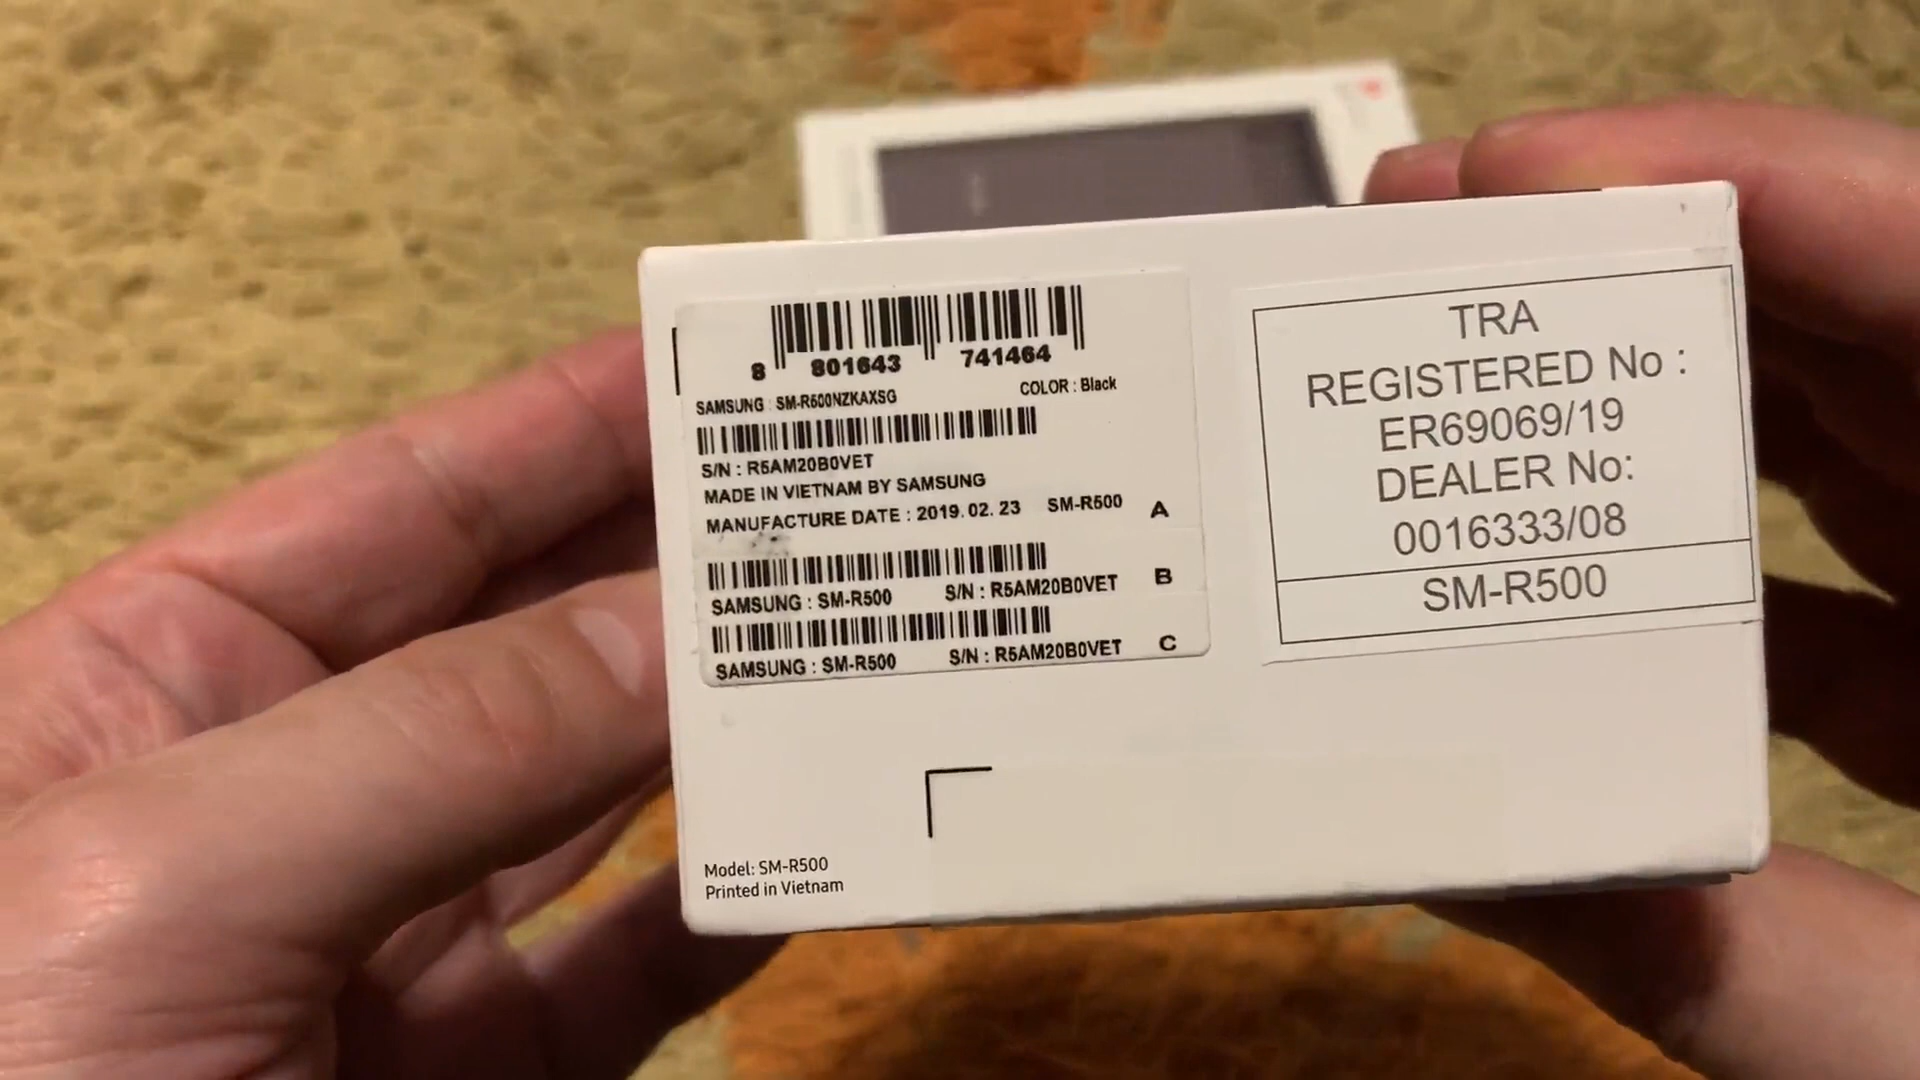 8 801643 741464
SAMSUNG : SM-R500NZKAXSG COLOR : Black
S/N : R5AM20B0VET
MADE IN VIETNAM BY SAMSUNG
MANUFACTURE DATE : 2019.02.23 SM-R500 A
SAMSUNG : SM-R500 S/N : R5AM20B0VET B
SAMSUNG : SM-R500 S/N : R5AM20B0VET C
TRA
REGISTERED No :
ER69069/19
DEALER No:
0016333/08
SM-R500
Model: SM-R500
Printed in Vietnam